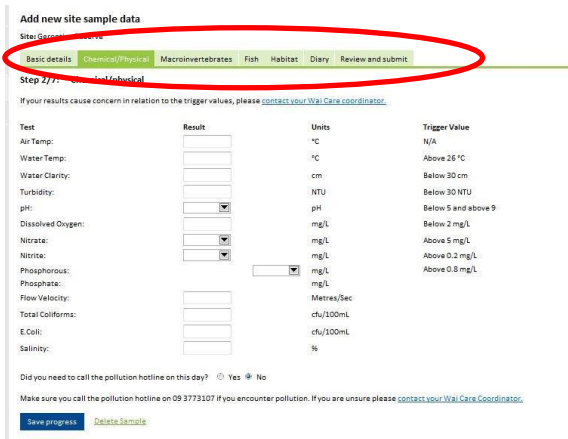 Add new site sample data
Site: Reserve
Basic details Chemical/Physical Macroinvertebrates Fish Habitat Diary Review and submit
Step 2/7: Chemical/physical
If your results cause concern in relation to the trigger values, please contact your Wai Care coordinator.
Test Result Units Trigger Value
Air Temp: °C N/A
Water Temp: °C Above 26 °C
Water Clarity: cm Below 30 cm
Turbidity: NTU Below 30 NTU
pH: pH Below 5 and above 9
Dissolved Oxygen: mg/L Below 2 mg/L
Nitrate: mg/L Above 5 mg/L
Nitrite: mg/L Above 0.2 mg/L
Phosphorous: mg/L Above 0.8 mg/L
Phosphate: mg/L
Flow Velocity: Metres/Sec
Total Coliforms: cfu/100mL
E.Coli: cfu/100mL
Salinity: %
Did you need to call the pollution hotline on this day? Yes No
Make sure you call the pollution hotline on 09 3773107 if you encounter pollution. If you are unsure please contact your Wai Care Coordinator.
Save progress Delete Sample